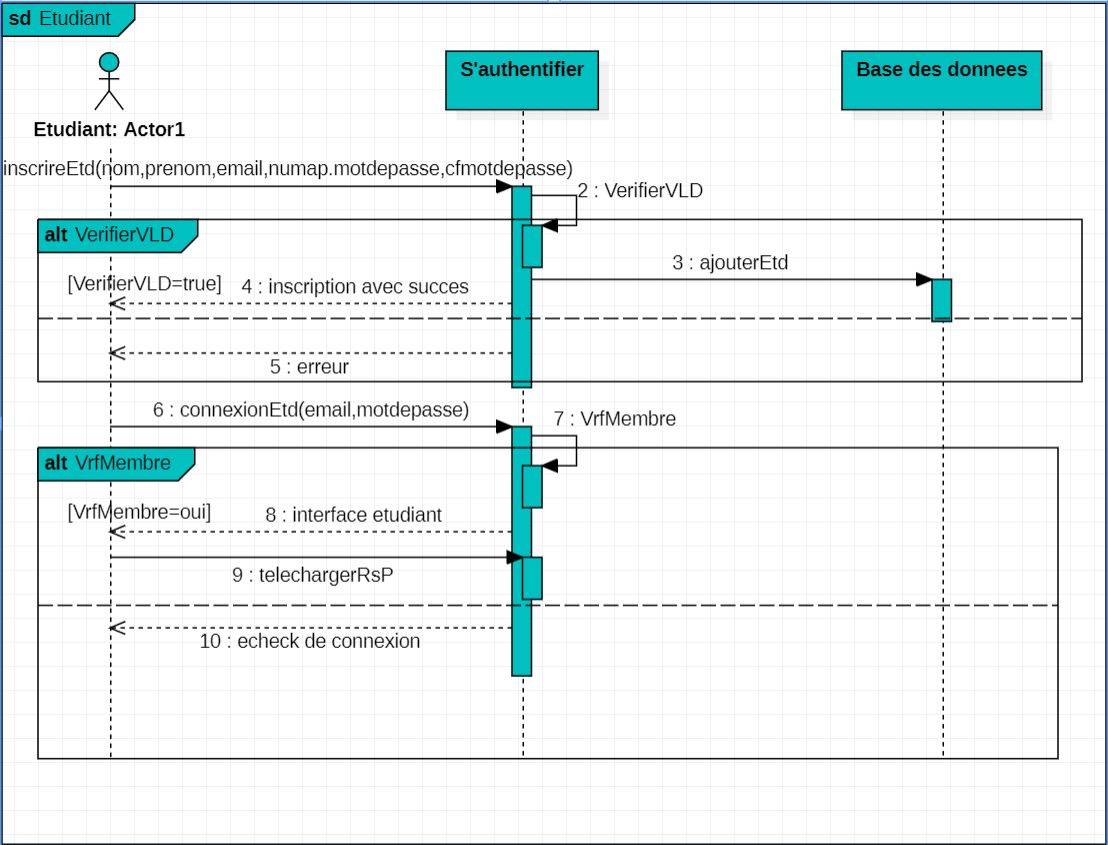 sd Etudiant
S'authentifier
Base des donnees
Etudiant: Actor1
inscrireEtd(nom,prenom,email,numap.motdepasse,cfmotdepasse)
2 : VerifierVLD
alt VerifierVLD
3 : ajouterEtd
[VerifierVLD=true]
4 : inscription avec succes
5 : erreur
6 : connexionEtd(email,motdepasse)
7 : VrfMembre
alt VrfMembre
[VrfMembre=oui]
8 : interface etudiant
9 : telechargerRsP
10 : echeck de connexion